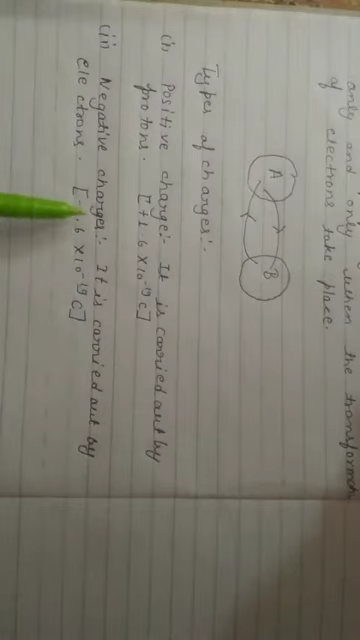 only and only when the transformation
of electrons take place.
A
B
Types of charges:-
(i) Positive charge:- It is carried out by
protons. [+1.6 X 10⁻¹⁹ C]
(ii) Negative charges:- It is carried out by
electrons. [-1.6 X 10⁻¹⁹ C]